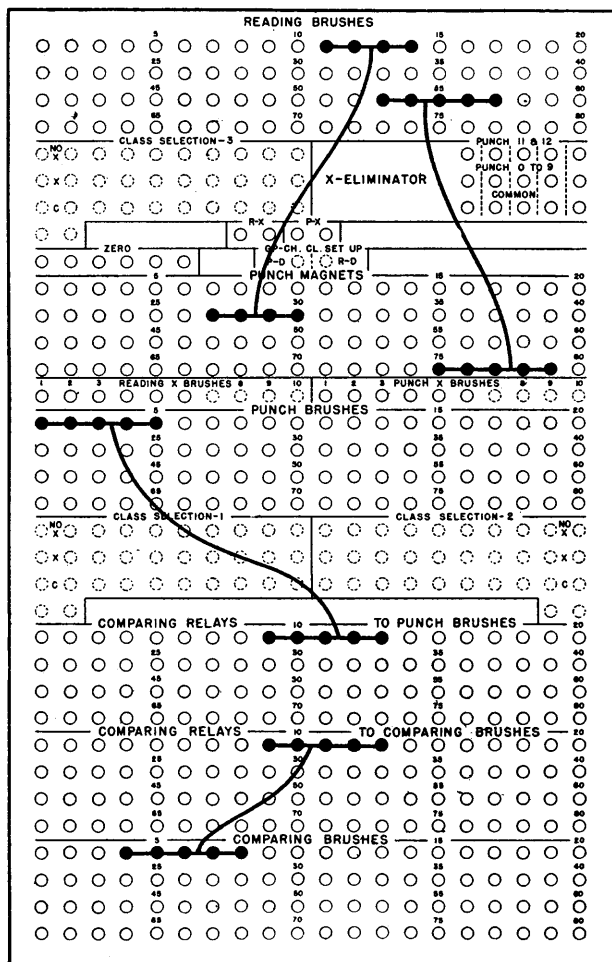 READING BRUSHES
5 10 15 20
25 30 35 40
45 50 55 60
65 70 75 80
CLASS SELECTION-3 PUNCH 11 & 12
NO
X
X X-ELIMINATOR PUNCH 0 TO 9
COMMON
C
R-X P-X
ZERO GP-CH. CL. SET UP
P-D R-D
PUNCH MAGNETS
5 15 20
25 30 35 40
45 50 55 60
65 70 75 80
1 2 3 READING X BRUSHES 8 9 10 1 2 3 PUNCH X BRUSHES 8 9 10
PUNCH BRUSHES
5 15 20
25 30 35 40
45 50 55 60
65 70 75 80
CLASS SELECTION-1 CLASS SELECTION-2
NO NO
X X
X X
C C
COMPARING RELAYS 10 TO PUNCH BRUSHES 20
25 30 35 40
45 50 55 60
65 70 75 80
COMPARING RELAYS 10 TO COMPARING BRUSHES 20
25 30 35 40
45 50 55 60
65 70 75 80
5 COMPARING BRUSHES 15 20
25 30 35 40
45 50 55 60
65 70 75 80